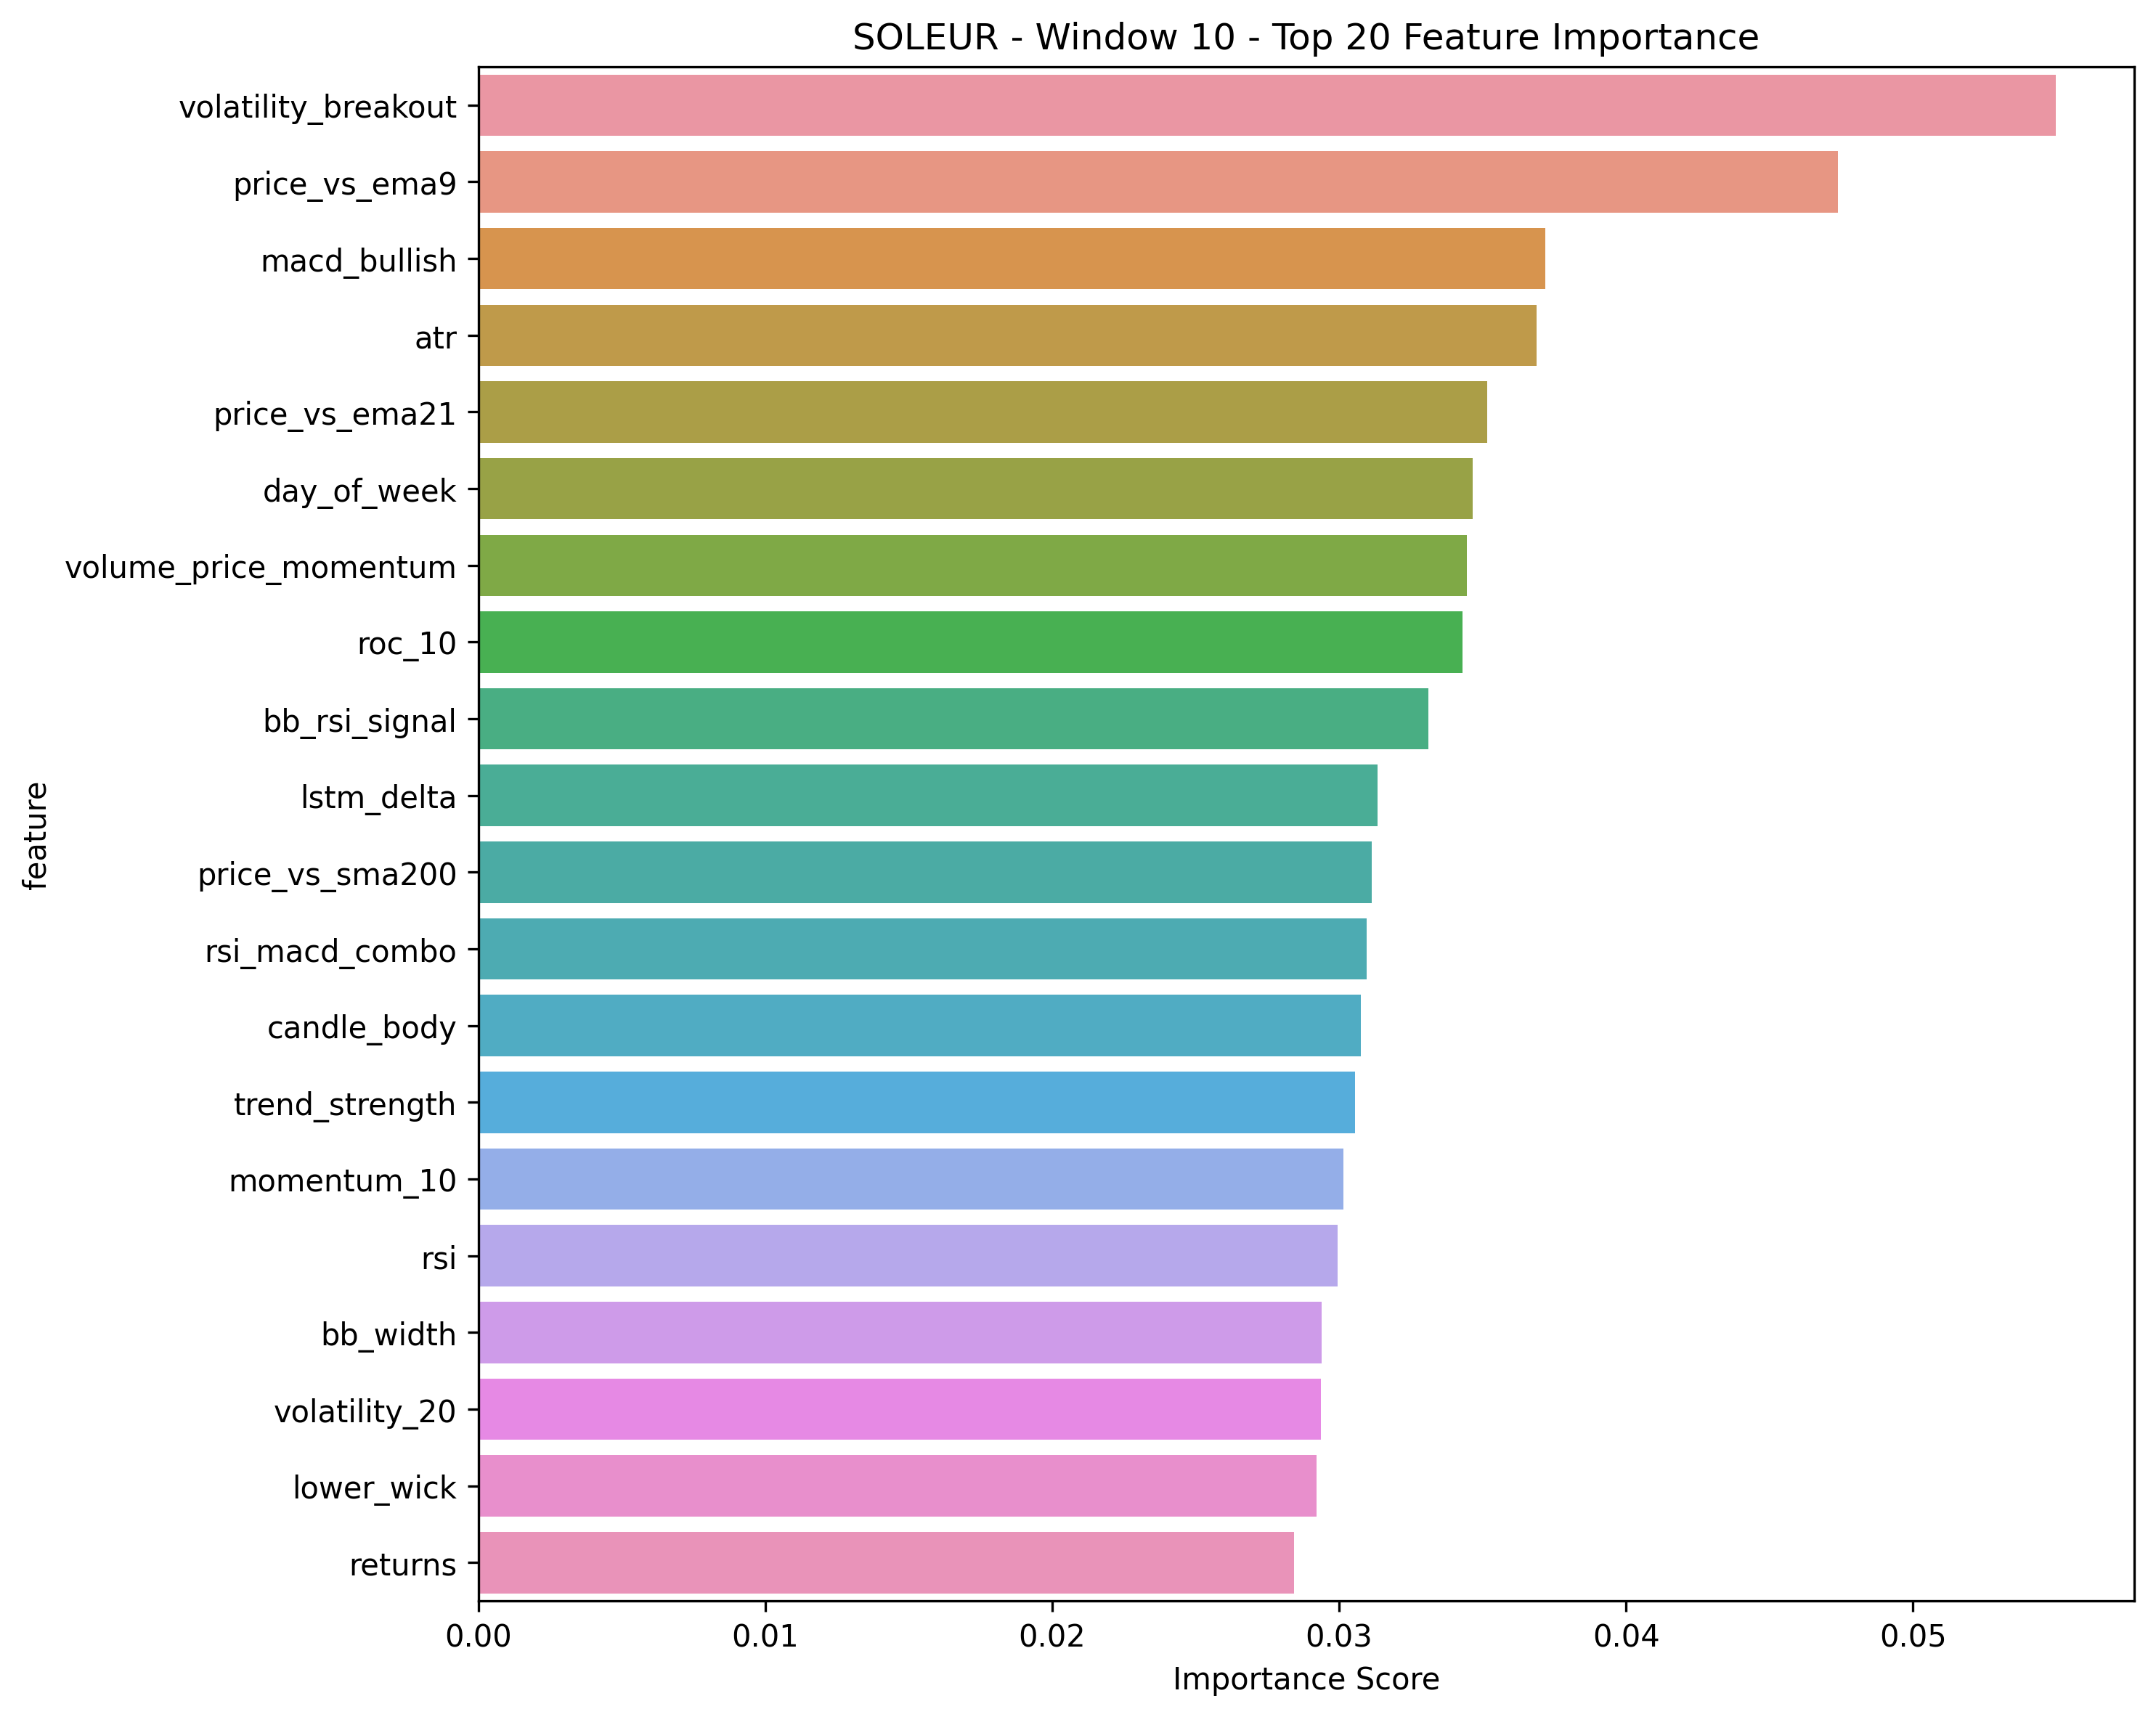 SOLEUR - Window 10 - Top 20 Feature Importance
volatility_breakout
price_vs_ema9
macd_bullish
atr
price_vs_ema21
day_of_week
volume_price_momentum
roc_10
bb_rsi_signal
lstm_delta
price_vs_sma200
rsi_macd_combo
candle_body
trend_strength
momentum_10
rsi
bb_width
volatility_20
lower_wick
returns
feature
0.00 0.01 0.02 0.03 0.04 0.05
Importance Score